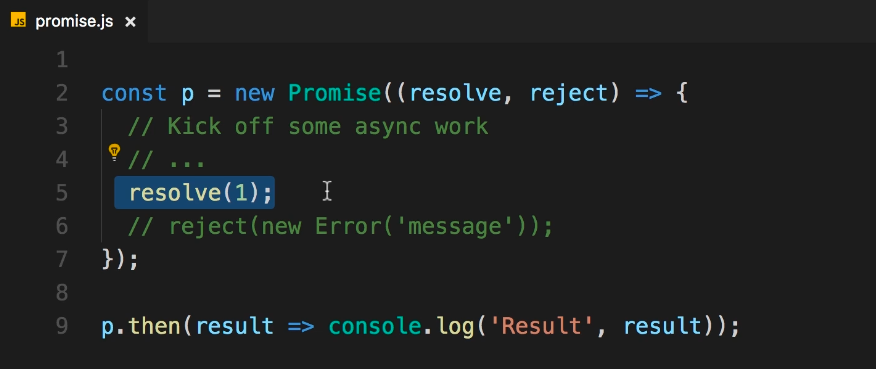 JS promise.js ×
1
2 const p = new Promise((resolve, reject) => {
3 // Kick off some async work
4 // ...
5 resolve(1);
6 // reject(new Error('message'));
7 });
8
9 p.then(result => console.log('Result', result));